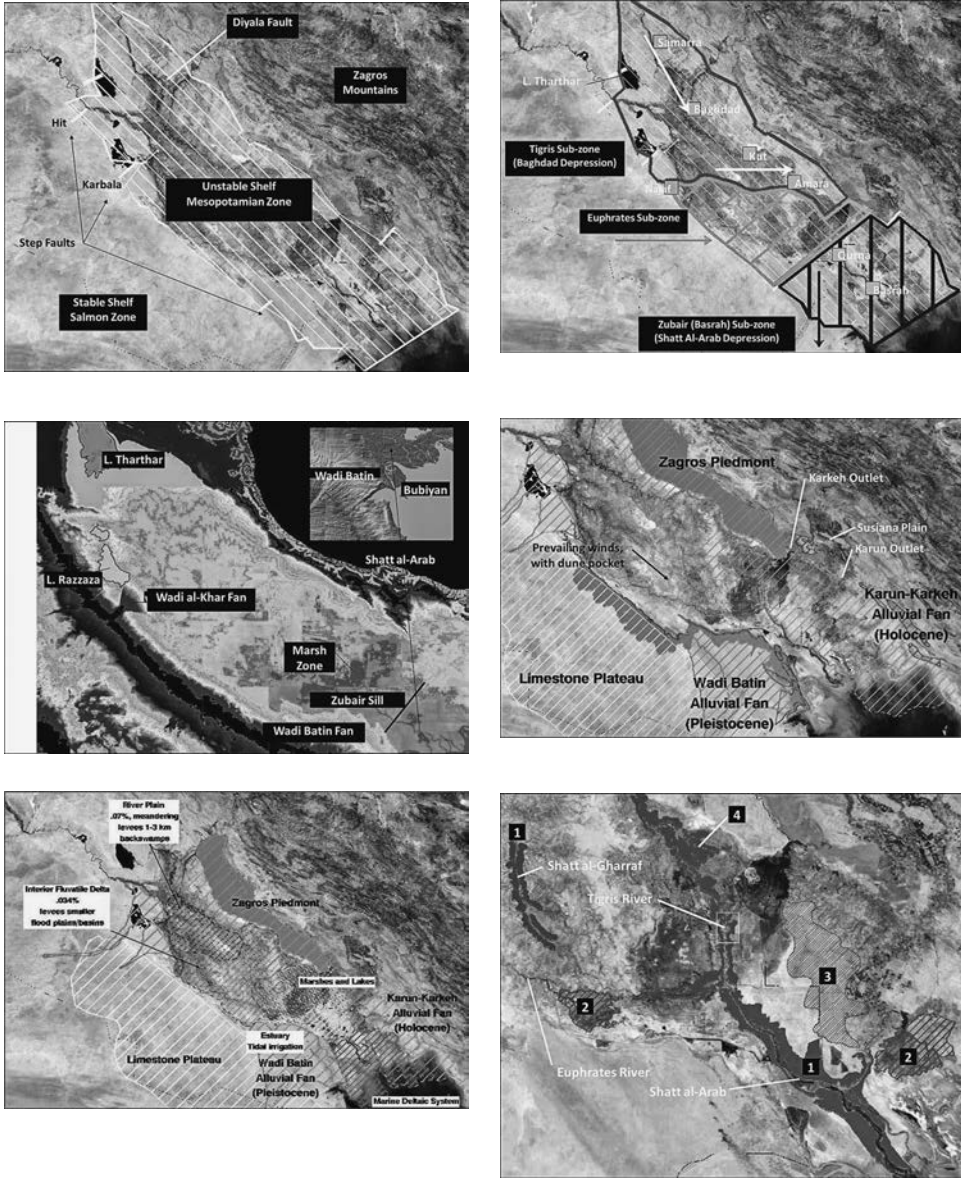 Diyala Fault
Zagros
Mountains
Hit
Karbala
Unstable Shelf
Mesopotamian Zone
Step Faults
Stable Shelf
Salmon Zone
Samarra
L. Tharthar
Baghdad
Tigris Sub-zone
(Baghdad Depression)
Kut
Amara
Najif
Euphrates Sub-zone
Qurna
Basrah
Zubair (Basrah) Sub-zone
(Shatt Al-Arab Depression)
L. Tharthar
Wadi Batin
Bubiyan
Shatt al-Arab
L. Razzaza
Wadi al-Khar Fan
Marsh
Zone
Zubair Sill
Wadi Batin Fan
Zagros Piedmont
Karkeh Outlet
Susiana Plain
Prevailing winds,
with dune pocket
Karun Outlet
Karun-Karkeh
Alluvial Fan
(Holocene)
Limestone Plateau
Wadi Batin
Alluvial Fan
(Pleistocene)
River Plain
.07%, meandering
levees 1-3 km
backswamps
Interior Fluvatile Delta
.034%
levees smaller
flood plains/basins
Zagros Piedmont
Marshes and Lakes
Karun-Karkeh
Alluvial Fan
(Holocene)
Estuary
Tidal irrigation
Limestone Plateau
Wadi Batin
Alluvial Fan
(Pleistocene)
Marine Deltaic System
1
4
Shatt al-Gharraf
Tigris River
3
2
2
1
Euphrates River
Shatt al-Arab